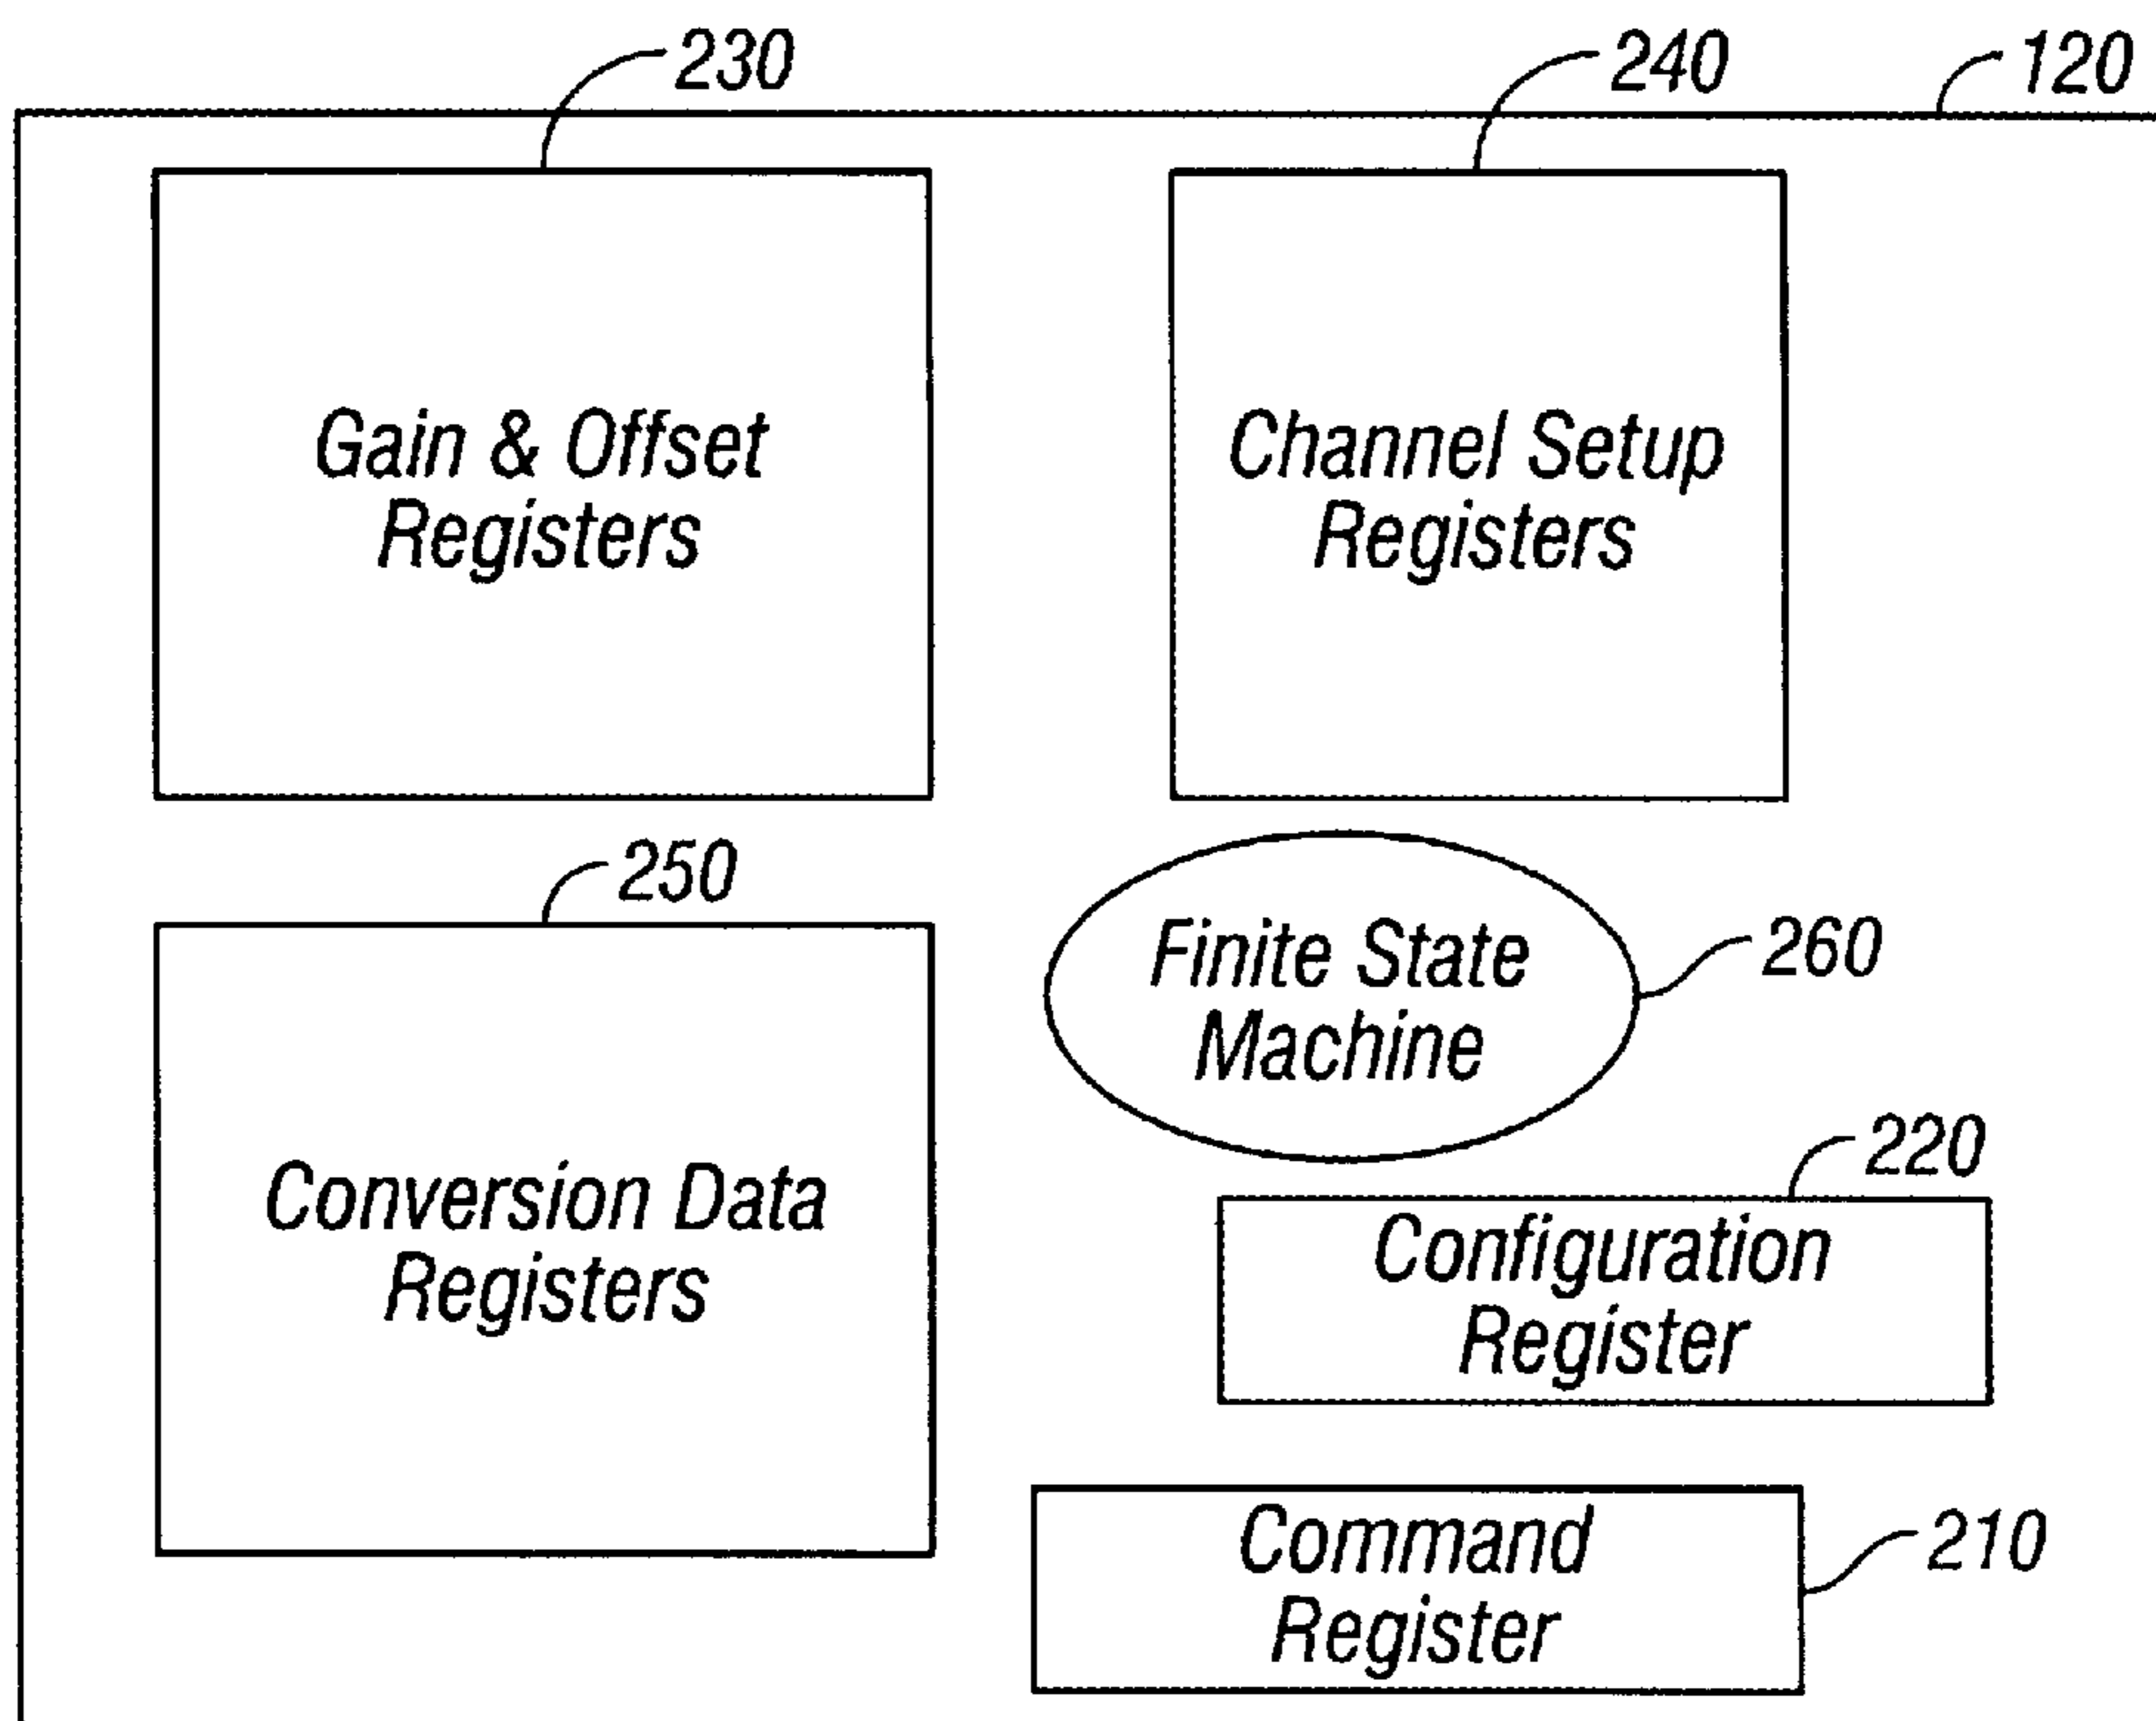 230
240
120
Gain & Offset
Registers
Channel Setup
Registers
250
Finite State
Machine
260
Conversion Data
Registers
220
Configuration
Register
Command
Register
210